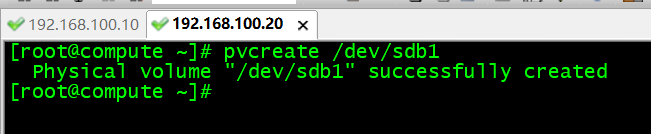 192.168.100.10
192.168.100.20
[root@compute ~]# pvcreate /dev/sdb1
  Physical volume "/dev/sdb1" successfully created
[root@compute ~]#